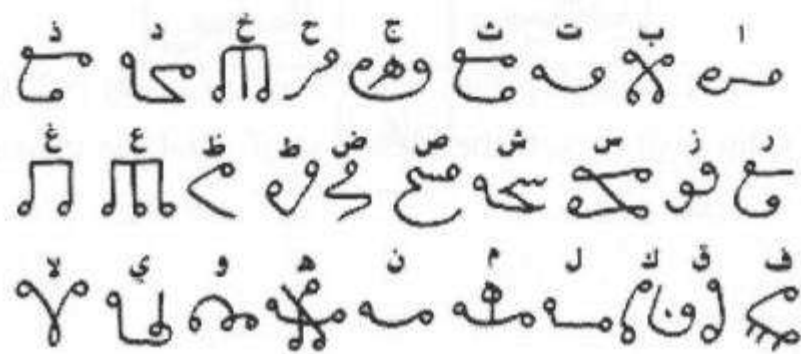 ا ب ت ث ج ح خ د ذ
ر ز س ش ص ض ط ظ ع غ
ف ق ك ل م ن ه و ي لا